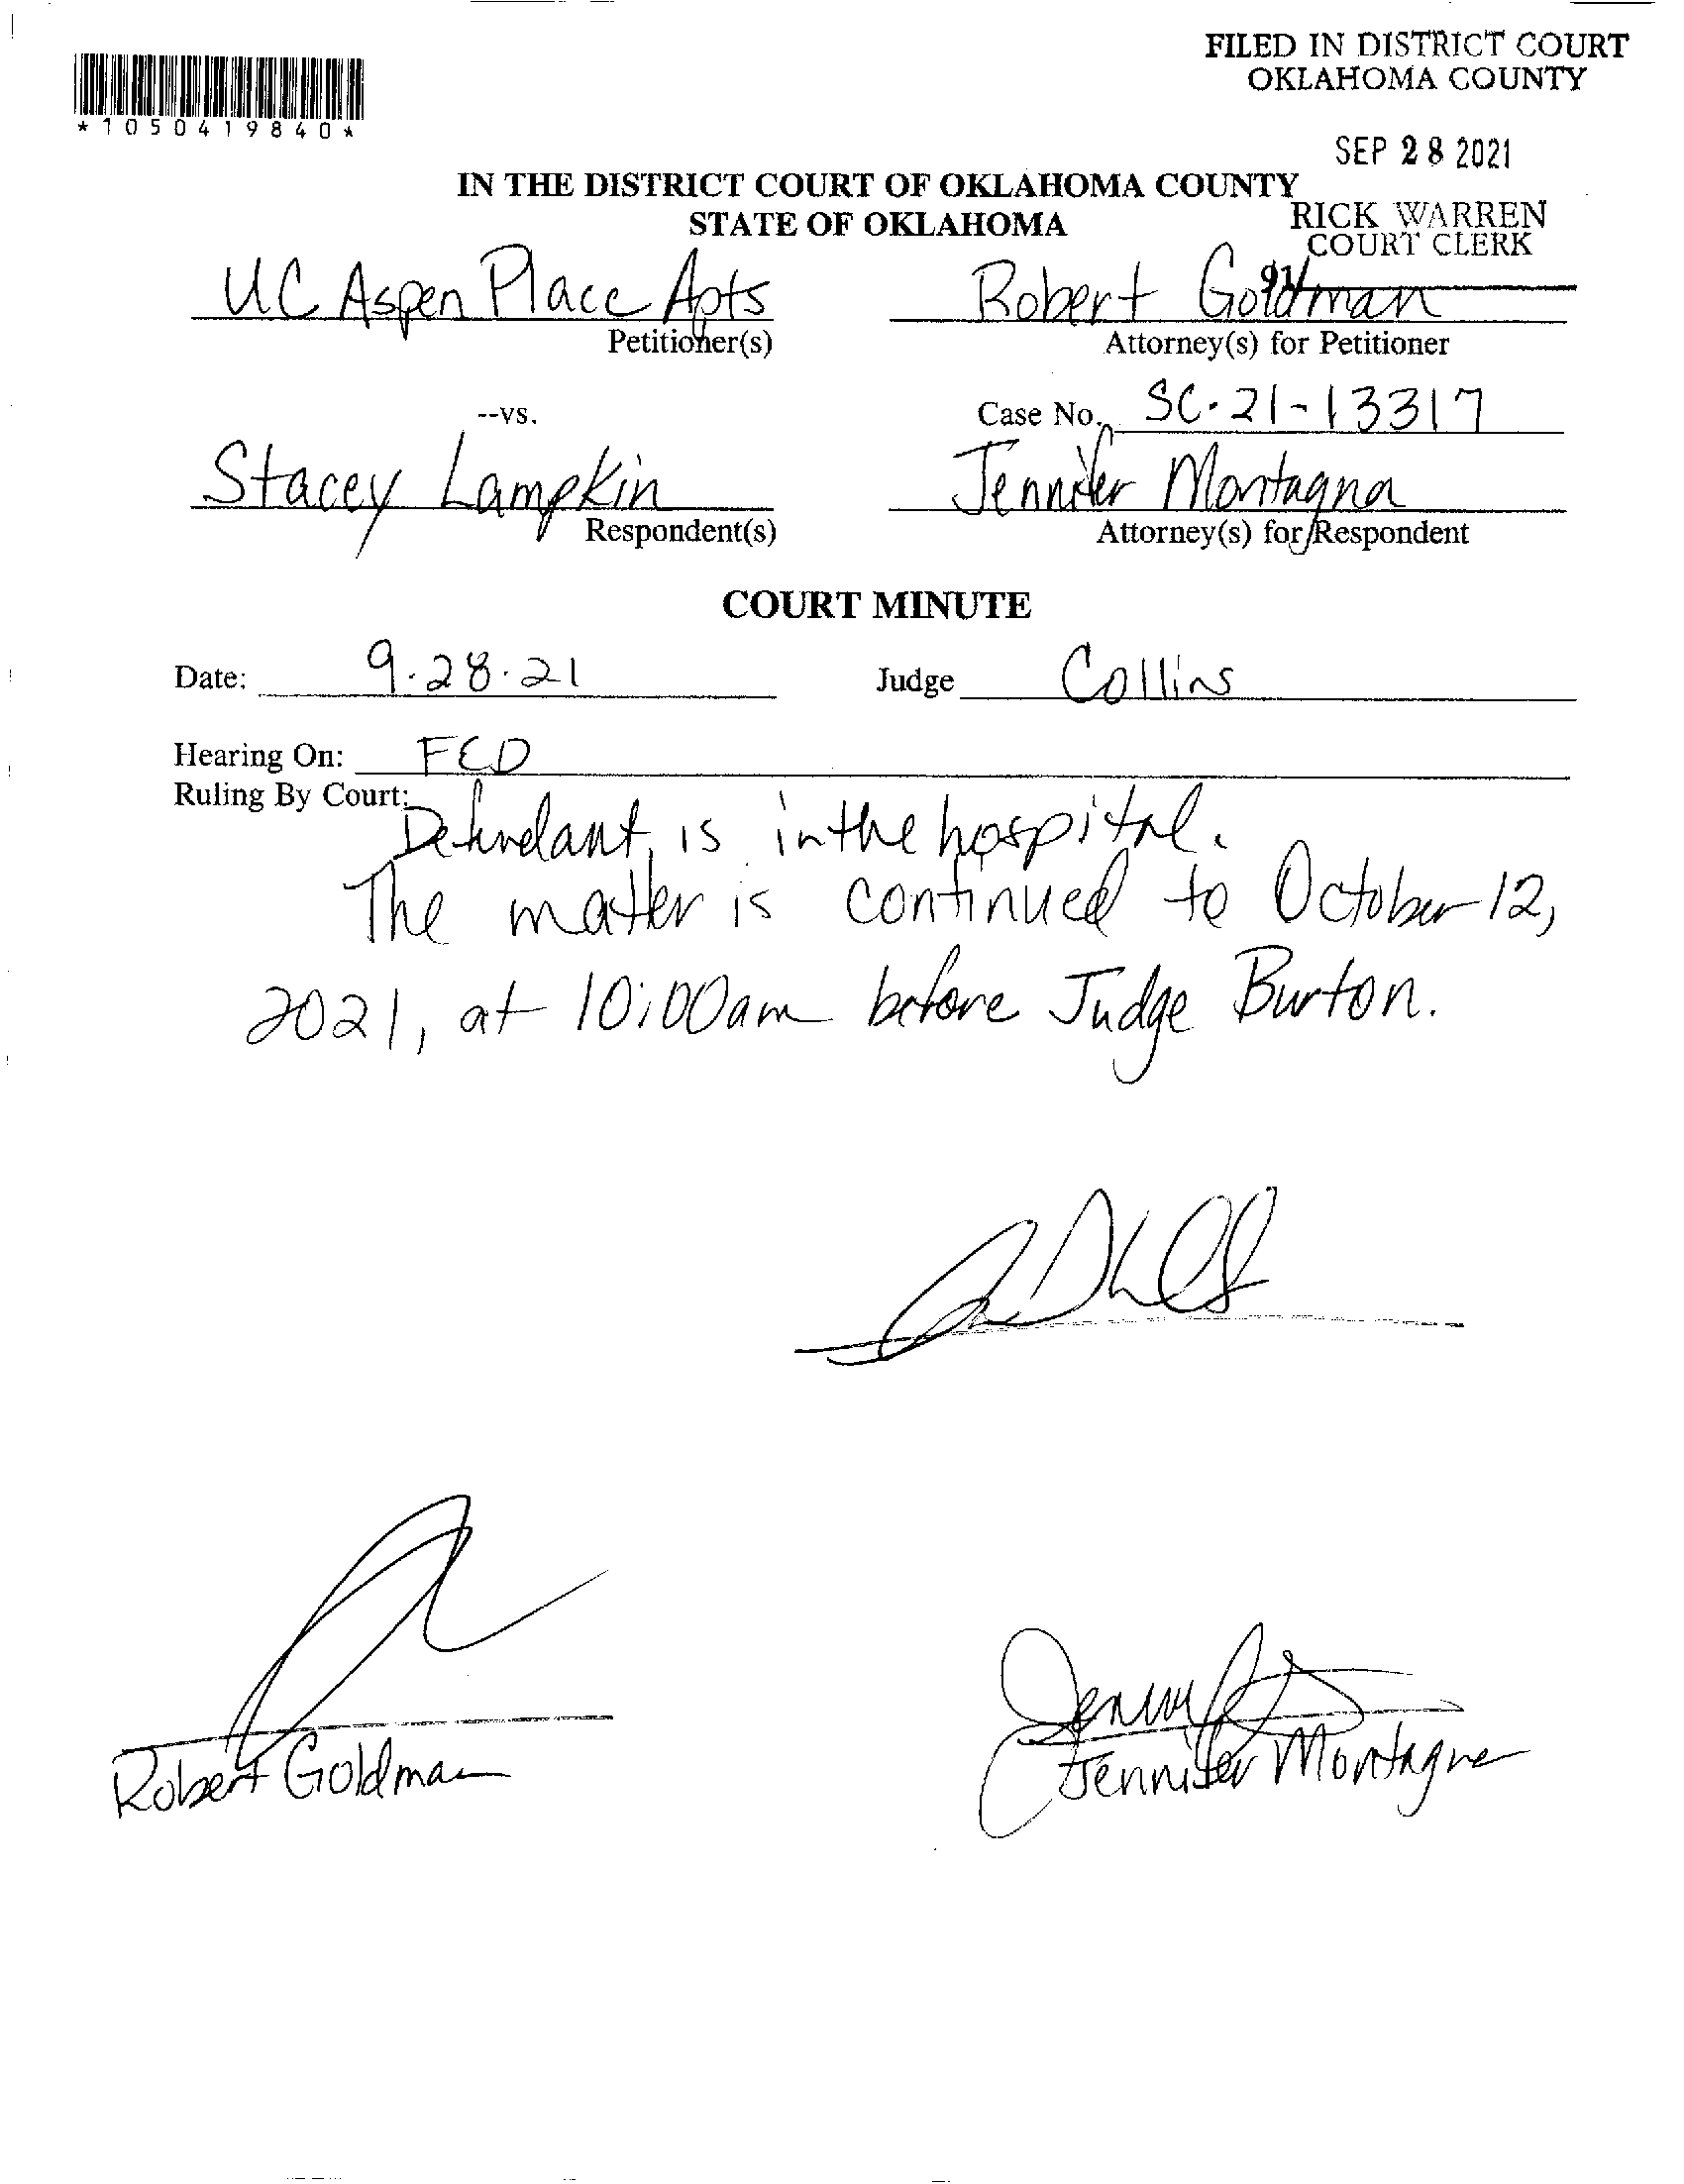 FILED IN DISTRICT COURT
OKLAHOMA COUNTY
*1050419840*
SEP 28 2021
IN THE DISTRICT COURT OF OKLAHOMA COUNTY
STATE OF OKLAHOMA
RICK WARREN
COURT CLERK
91
UC Aspen Place Apts
Robert Goldman
Petitioner(s)
Attorney(s) for Petitioner
--vs.
Case No. SC-21-13317
Stacey Lampkin
Jennifer Montagna
Respondent(s)
Attorney(s) for Respondent
COURT MINUTE
Date: 9.28.21
Judge Collins
Hearing On: FED
Ruling By Court:
Defendant is in the hospital.
The matter is continued to October 12,
2021, at 10:00am before Judge Burton.
Robert Goldman
Jennifer Montagna